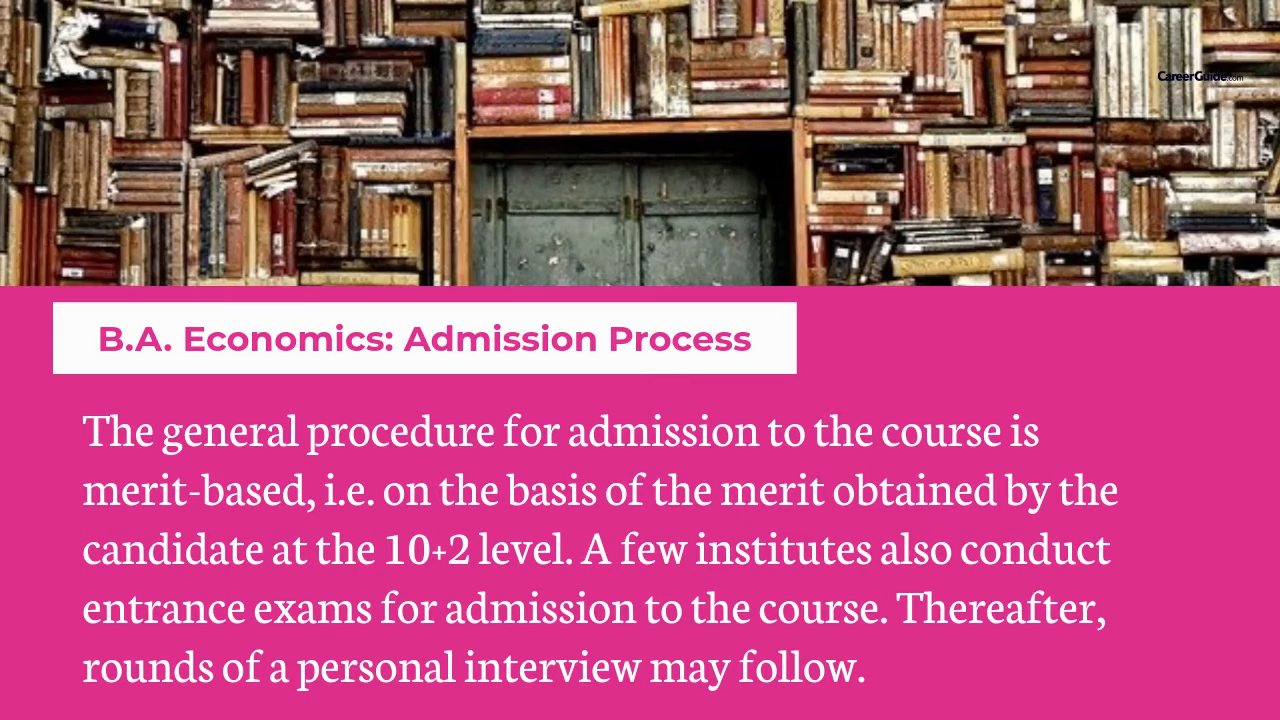 CareerGuide.com
B.A. Economics: Admission Process
The general procedure for admission to the course is
merit-based, i.e. on the basis of the merit obtained by the
candidate at the 10+2 level. A few institutes also conduct
entrance exams for admission to the course. Thereafter,
rounds of a personal interview may follow.